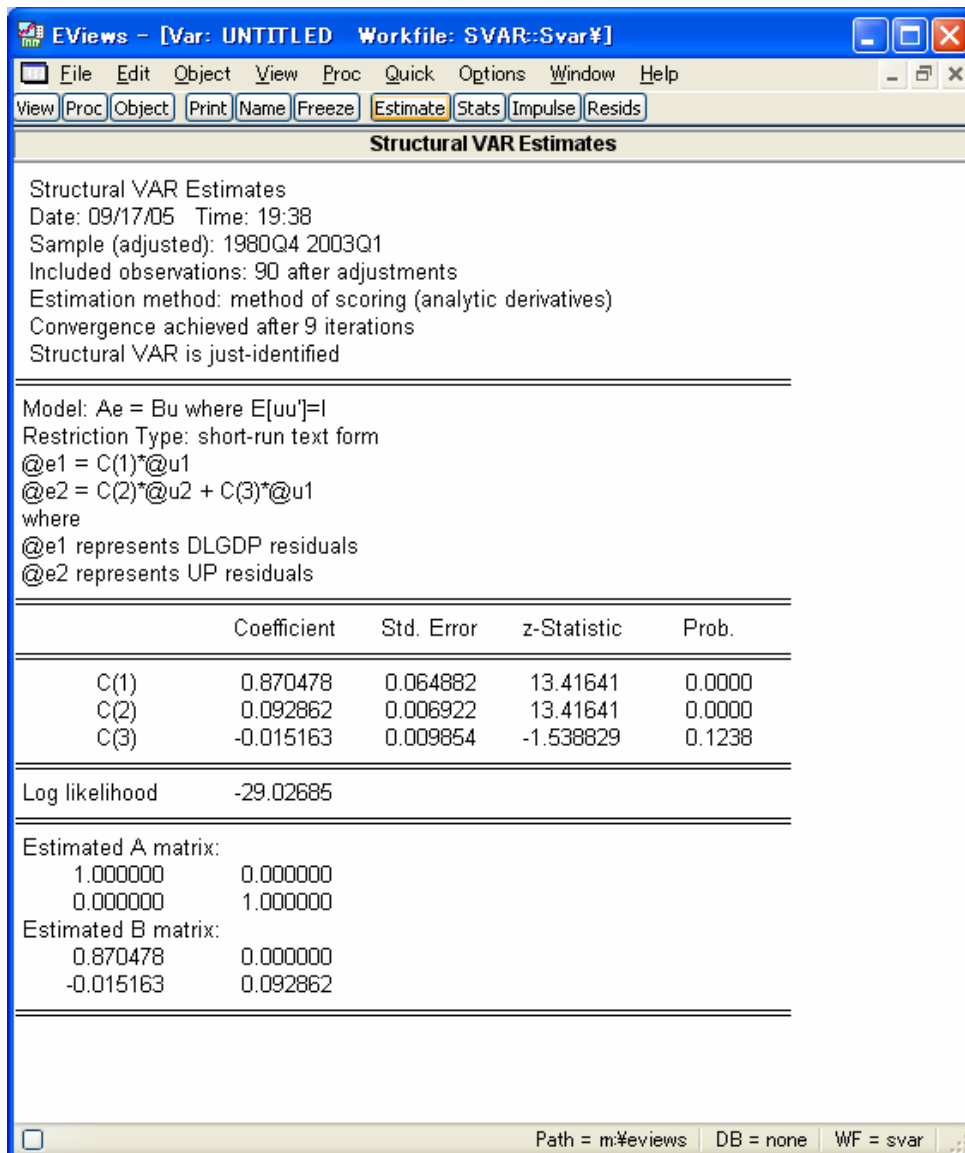 EViews - [Var: UNTITLED Workfile: SVAR::Svar¥]
File Edit Object View Proc Quick Options Window Help
View Proc Object Print Name Freeze Estimate Stats Impulse Resids
Structural VAR Estimates
Structural VAR Estimates
Date: 09/17/05 Time: 19:38
Sample (adjusted): 1980Q4 2003Q1
Included observations: 90 after adjustments
Estimation method: method of scoring (analytic derivatives)
Convergence achieved after 9 iterations
Structural VAR is just-identified
Model: Ae = Bu where E[uu']=I
Restriction Type: short-run text form
@e1 = C(1)*@u1
@e2 = C(2)*@u2 + C(3)*@u1
where
@e1 represents DLGDP residuals
@e2 represents UP residuals
Coefficient Std. Error z-Statistic Prob.
C(1) 0.870478 0.064882 13.41641 0.0000
C(2) 0.092862 0.006922 13.41641 0.0000
C(3) -0.015163 0.009854 -1.538829 0.1238
Log likelihood -29.02685
Estimated A matrix:
1.000000 0.000000
0.000000 1.000000
Estimated B matrix:
0.870478 0.000000
-0.015163 0.092862
Path = m:¥eviews DB = none WF = svar